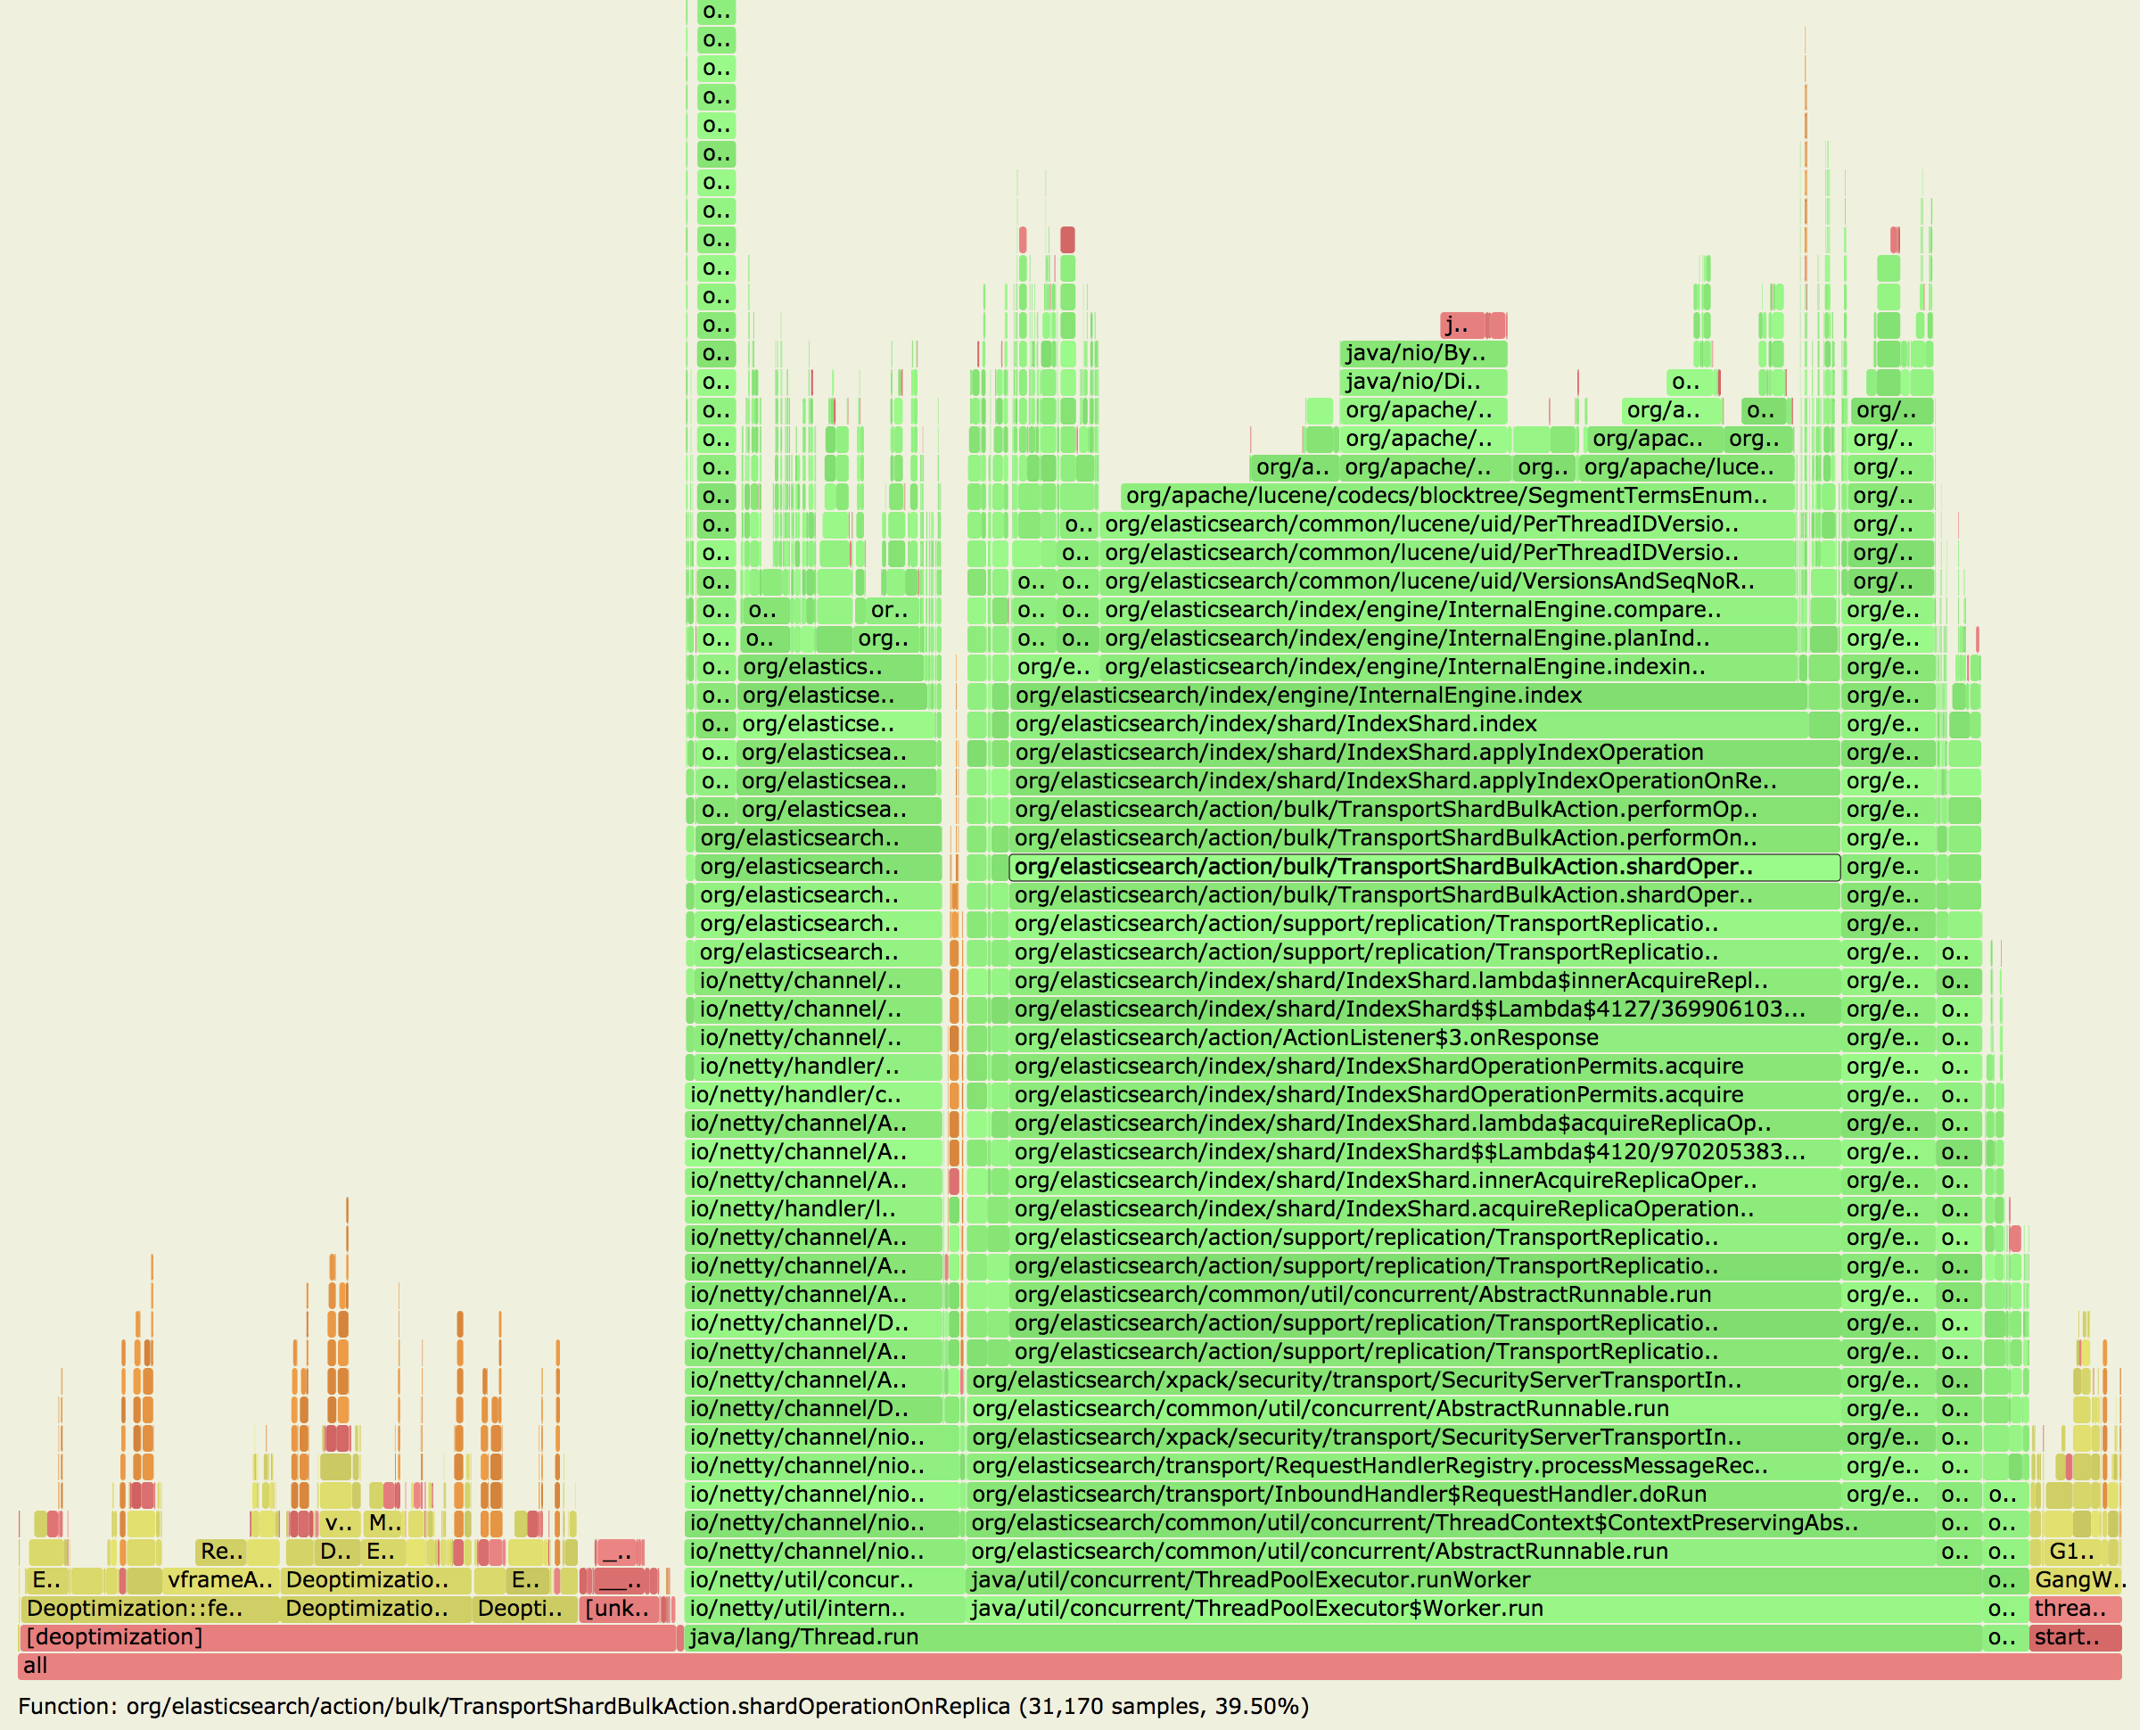 o..
o..
o..
o..
o..
o..
o..
o..
o..
o..
o..
o.. j..
o.. java/nio/By..
o.. java/nio/Di.. o..
o.. org/apache/.. org/a.. o.. org/..
o.. org/apache/.. org/apac.. org.. org/..
o.. org/a.. org/apache/.. org.. org/apache/luce.. org/..
o.. org/apache/lucene/codecs/blocktree/SegmentTermsEnum.. org/..
o.. o.. org/elasticsearch/common/lucene/uid/PerThreadIDVersio.. org/..
o.. o.. org/elasticsearch/common/lucene/uid/PerThreadIDVersio.. org/..
o.. o.. o.. org/elasticsearch/common/lucene/uid/VersionsAndSeqNoR.. org/..
o.. o.. or.. o.. o.. org/elasticsearch/index/engine/InternalEngine.compare.. org/e..
o.. o.. org.. o.. o.. org/elasticsearch/index/engine/InternalEngine.planInd.. org/e..
o.. org/elastics.. org/e.. org/elasticsearch/index/engine/InternalEngine.indexin.. org/e..
o.. org/elasticse.. org/elasticsearch/index/engine/InternalEngine.index org/e..
o.. org/elasticse.. org/elasticsearch/index/shard/IndexShard.index org/e..
o.. org/elasticsea.. org/elasticsearch/index/shard/IndexShard.applyIndexOperation org/e..
o.. org/elasticsea.. org/elasticsearch/index/shard/IndexShard.applyIndexOperationOnRe.. org/e..
o.. org/elasticsea.. org/elasticsearch/action/bulk/TransportShardBulkAction.performOp.. org/e..
org/elasticsearch.. org/elasticsearch/action/bulk/TransportShardBulkAction.performOn.. org/e..
org/elasticsearch.. org/elasticsearch/action/bulk/TransportShardBulkAction.shardOper.. org/e..
org/elasticsearch.. org/elasticsearch/action/bulk/TransportShardBulkAction.shardOper.. org/e..
org/elasticsearch.. org/elasticsearch/action/support/replication/TransportReplicatio.. org/e..
org/elasticsearch.. org/elasticsearch/action/support/replication/TransportReplicatio.. org/e.. o..
io/netty/channel/.. org/elasticsearch/index/shard/IndexShard.lambda$innerAcquireRepl.. org/e.. o..
io/netty/channel/.. org/elasticsearch/index/shard/IndexShard$$Lambda$4127/369906103... org/e.. o..
io/netty/channel/.. org/elasticsearch/action/ActionListener$3.onResponse org/e.. o..
io/netty/handler/.. org/elasticsearch/index/shard/IndexShardOperationPermits.acquire org/e.. o..
io/netty/handler/c.. org/elasticsearch/index/shard/IndexShardOperationPermits.acquire org/e.. o..
io/netty/channel/A.. org/elasticsearch/index/shard/IndexShard.lambda$acquireReplicaOp.. org/e.. o..
io/netty/channel/A.. org/elasticsearch/index/shard/IndexShard$$Lambda$4120/970205383... org/e.. o..
io/netty/channel/A.. org/elasticsearch/index/shard/IndexShard.innerAcquireReplicaOper.. org/e.. o..
io/netty/handler/l.. org/elasticsearch/index/shard/IndexShard.acquireReplicaOperation.. org/e.. o..
io/netty/channel/A.. org/elasticsearch/action/support/replication/TransportReplicatio.. org/e.. o..
io/netty/channel/A.. org/elasticsearch/action/support/replication/TransportReplicatio.. org/e.. o..
io/netty/channel/A.. org/elasticsearch/common/util/concurrent/AbstractRunnable.run org/e.. o..
io/netty/channel/D.. org/elasticsearch/action/support/replication/TransportReplicatio.. org/e.. o..
io/netty/channel/A.. org/elasticsearch/action/support/replication/TransportReplicatio.. org/e.. o..
io/netty/channel/A.. org/elasticsearch/xpack/security/transport/SecurityServerTransportIn.. org/e.. o..
io/netty/channel/D.. org/elasticsearch/common/util/concurrent/AbstractRunnable.run org/e.. o..
io/netty/channel/nio.. org/elasticsearch/xpack/security/transport/SecurityServerTransportIn.. org/e.. o..
io/netty/channel/nio.. org/elasticsearch/transport/RequestHandlerRegistry.processMessageRec.. org/e.. o..
io/netty/channel/nio.. org/elasticsearch/transport/InboundHandler$RequestHandler.doRun org/e.. o.. o..
v.. M.. io/netty/channel/nio.. org/elasticsearch/common/util/concurrent/ThreadContext$ContextPreservingAbs.. o.. o..
Re.. D.. E.. _.. io/netty/channel/nio.. org/elasticsearch/common/util/concurrent/AbstractRunnable.run o.. o.. G1..
E.. vframeA.. Deoptimizatio.. E.. __.. io/netty/util/concur.. java/util/concurrent/ThreadPoolExecutor.runWorker o.. GangW..
Deoptimization::fe.. Deoptimizatio.. Deopti.. [unk.. io/netty/util/intern.. java/util/concurrent/ThreadPoolExecutor$Worker.run o.. threa..
[deoptimization] java/lang/Thread.run o.. start..
all
Function: org/elasticsearch/action/bulk/TransportShardBulkAction.shardOperationOnReplica (31,170 samples, 39.50%)